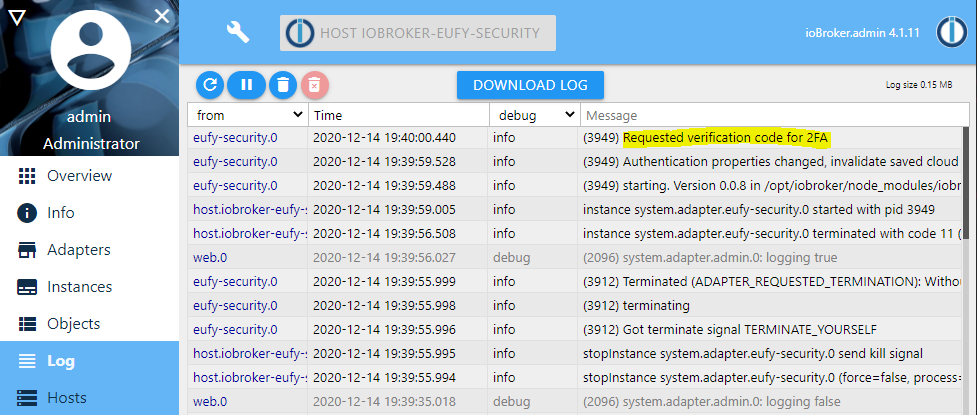 HOST IOBROKER-EUFY-SECURITY
ioBroker.admin 4.1.11
admin
Administrator
Overview
Info
Adapters
Instances
Objects
Log
Hosts
DOWNLOAD LOG
Log size 0.15 MB
from Time debug Message
eufy-security.0 2020-12-14 19:40:00.440 info (3949) Requested verification code for 2FA
eufy-security.0 2020-12-14 19:39:59.528 info (3949) Authentication properties changed, invalidate saved cloud
eufy-security.0 2020-12-14 19:39:59.488 info (3949) starting. Version 0.0.8 in /opt/iobroker/node_modules/iobr
host.iobroker-eufy-s 2020-12-14 19:39:59.005 info instance system.adapter.eufy-security.0 started with pid 3949
host.iobroker-eufy-s 2020-12-14 19:39:56.508 info instance system.adapter.eufy-security.0 terminated with code 11 (
web.0 2020-12-14 19:39:56.027 debug (2096) system.adapter.admin.0: logging true
eufy-security.0 2020-12-14 19:39:55.999 info (3912) Terminated (ADAPTER_REQUESTED_TERMINATION): Witho
eufy-security.0 2020-12-14 19:39:55.998 info (3912) terminating
eufy-security.0 2020-12-14 19:39:55.996 info (3912) Got terminate signal TERMINATE_YOURSELF
host.iobroker-eufy-s 2020-12-14 19:39:55.995 info stopInstance system.adapter.eufy-security.0 send kill signal
host.iobroker-eufy-s 2020-12-14 19:39:55.994 info stopInstance system.adapter.eufy-security.0 (force=false, process=
web.0 2020-12-14 19:39:35.018 debug (2096) system.adapter.admin.0: logging false